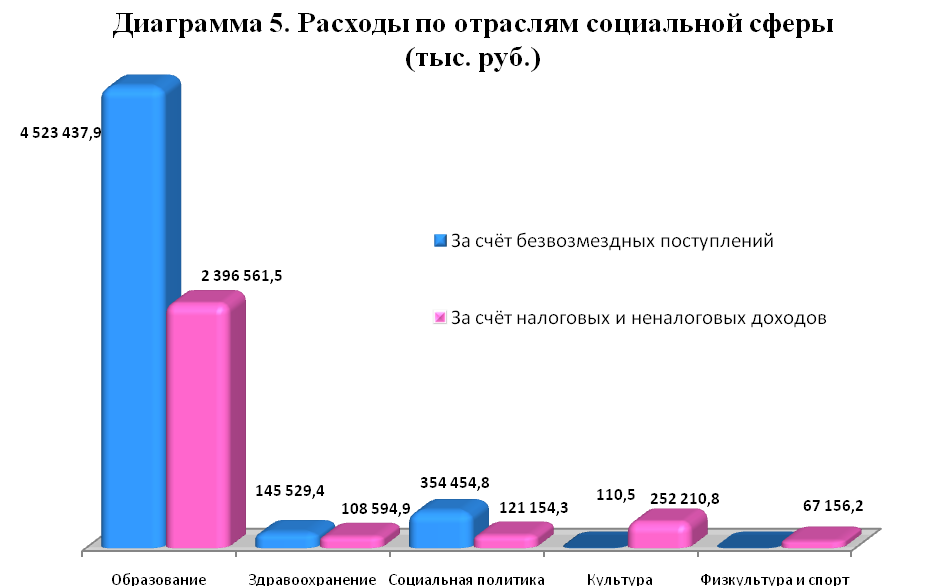 Диаграмма 5. Расходы по отраслям социальной сферы
(тыс. руб.)
4 523 437,9
2 396 561,5
За счёт безвозмездных поступлений
За счёт налоговых и неналоговых доходов
145 529,4
108 594,9
354 454,8
121 154,3
110,5
252 210,8
67 156,2
Образование
Здравоохранение
Социальная политика
Культура
Физкультура и спорт